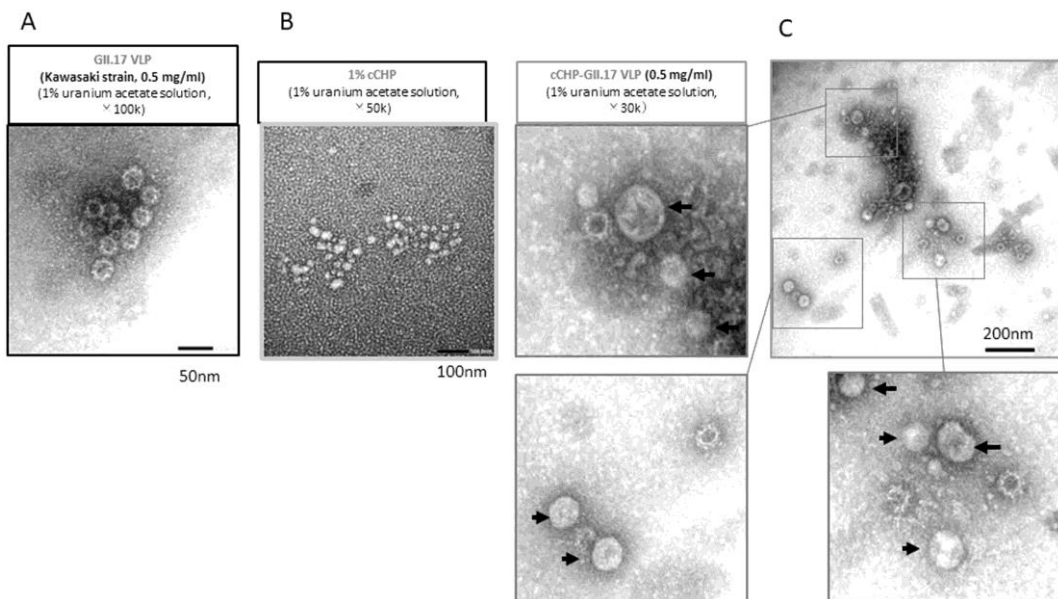 A
B
C
GII.17 VLP
(Kawasaki strain, 0.5 mg/ml)
(1% uranium acetate solution ,
× 100k)
1% cCHP
(1% uranium acetate solution,
× 50k)
cCHP-GII.17 VLP (0.5 mg/ml)
(1% uranium acetate solution,
× 30k)
50nm
100nm
200nm